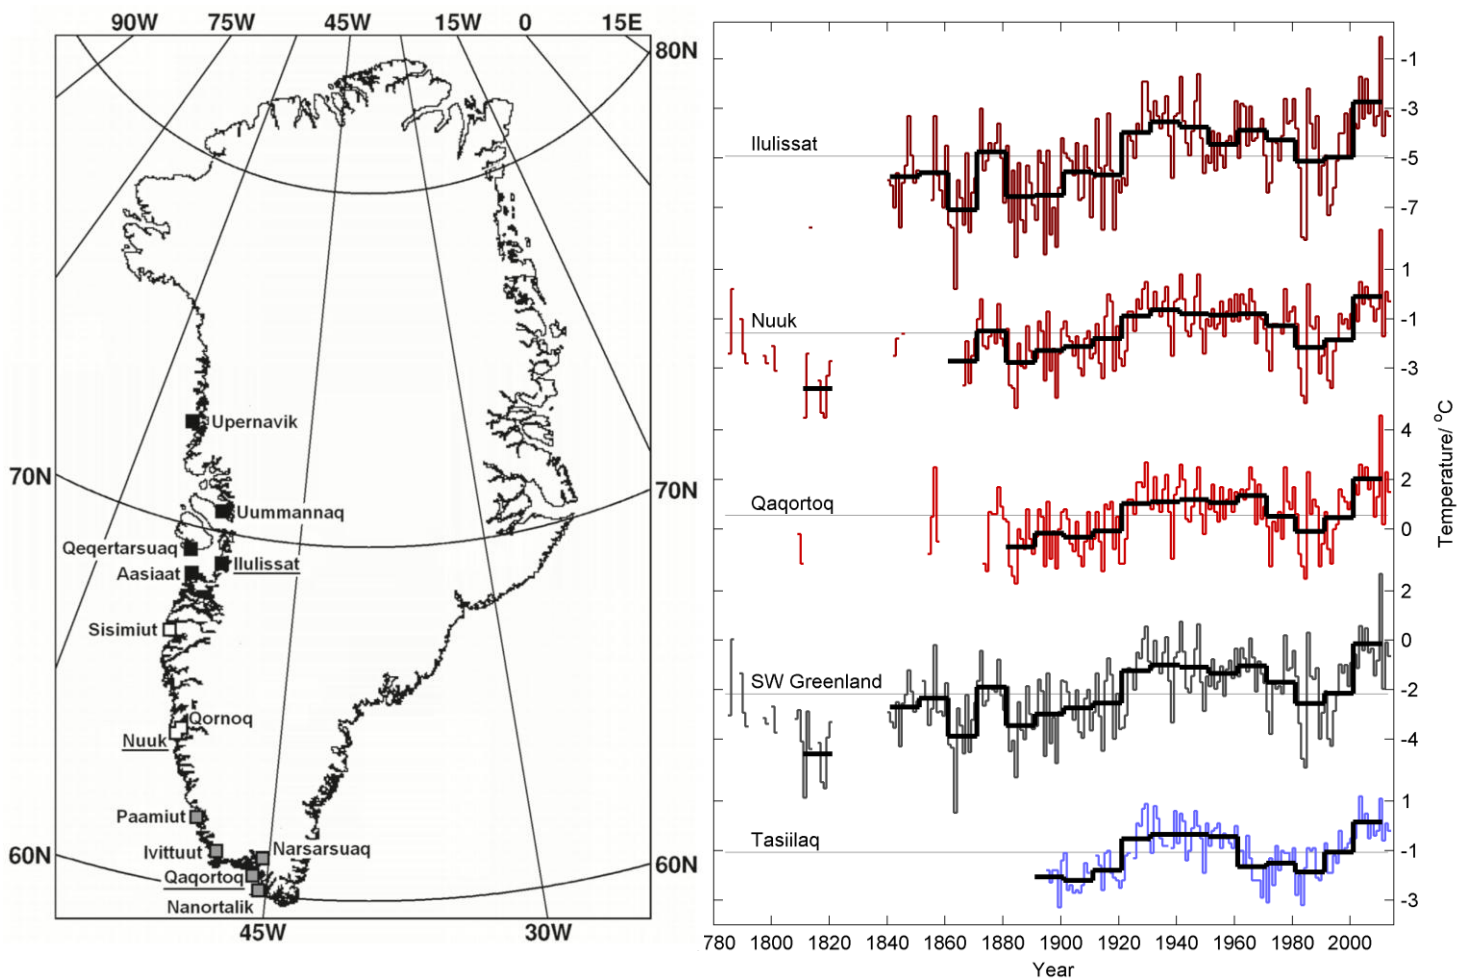 90W 75W 45W 15W 0 15E
80N
Upernavik
70N
Uummannaq
70N
Qeqertarsuaq
Ilulissat
Aasiaat
Sisimiut
Qornoq
Nuuk
Paamiut
Ivittuut
Narsarsuaq
60N
60N
Qaqortoq
Nanortalik
45W 30W
Ilulissat
-1
-3
-5
-7
Nuuk
1
-1
-3
Qaqortoq
4
2
0
SW Greenland
2
0
-2
-4
Tasiilaq
1
-1
-3
Temperature/ °C
780 1800 1820 1840 1860 1880 1900 1920 1940 1960 1980 2000
Year